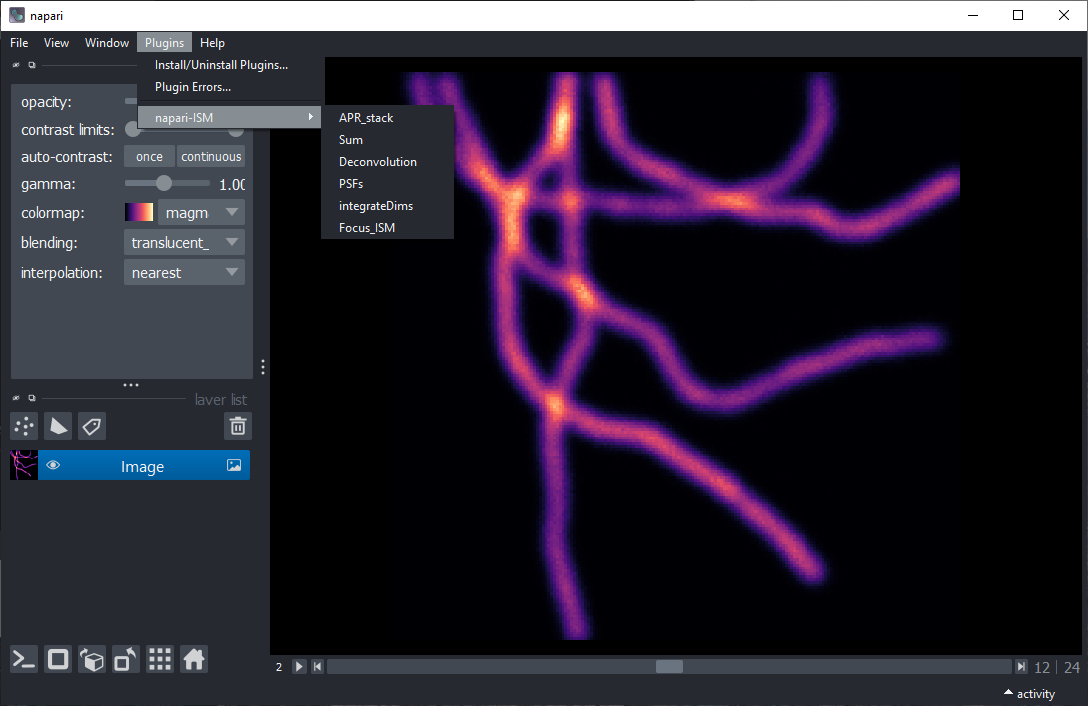 napari
File View Window Plugins Help
Install/Uninstall Plugins...
Plugin Errors...
napari-ISM
APR_stack
Sum
Deconvolution
PSFs
integrateDims
Focus_ISM
opacity:
contrast limits:
auto-contrast: once continuous
gamma: 1.00
colormap: magm
blending: translucent_
interpolation: nearest
layer list
Image
2 12 24
activity